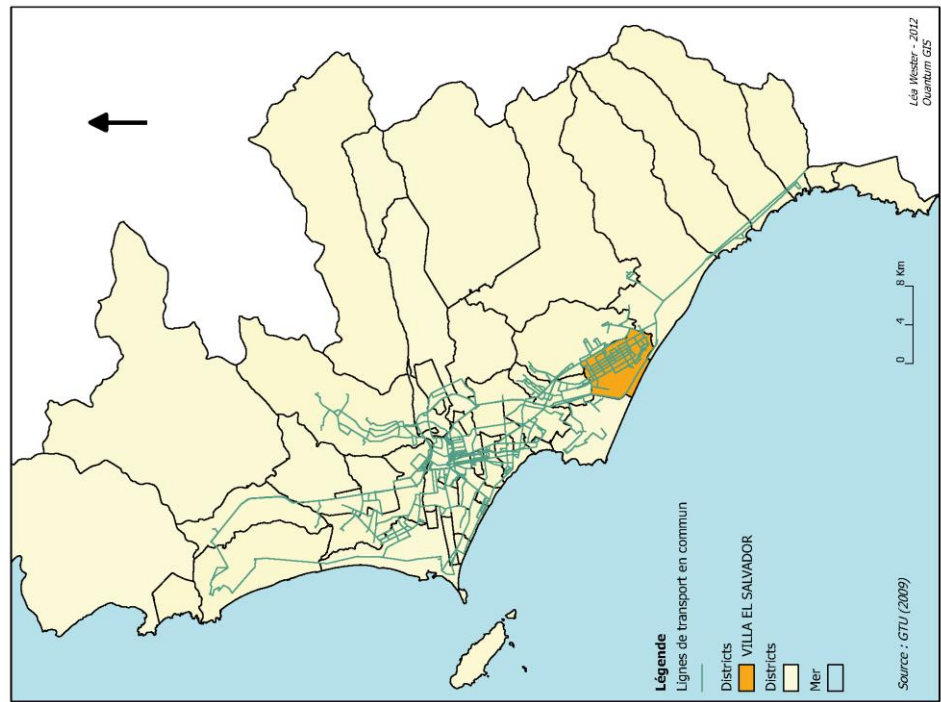 Légende
Lignes de transport en commun
Districts
VILLA EL SALVADOR
Districts
Mer
Source : GTU (2009)
0 4 8 Km
Léa Wester - 2012
Quantum GIS